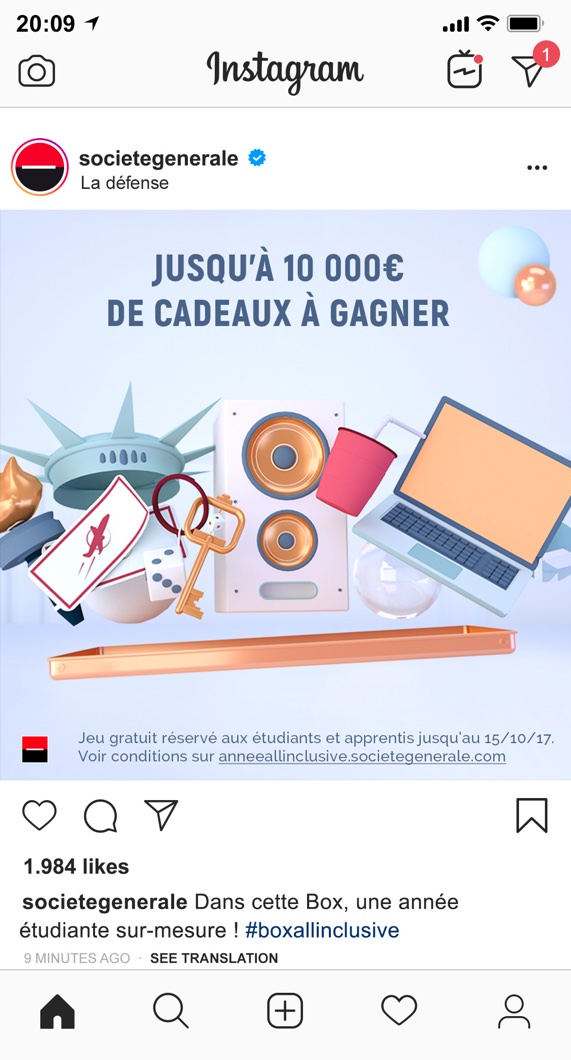 20:09
Instagram
1
societegenerale
La défense
JUSQU'À 10 000€
DE CADEAUX À GAGNER
Jeu gratuit réservé aux étudiants et apprentis jusqu'au 15/10/17.
Voir conditions sur anneeallinclusive.societegenerale.com
1.984 likes
societegenerale Dans cette Box, une année
étudiante sur-mesure ! #boxallinclusive
9 MINUTES AGO · SEE TRANSLATION